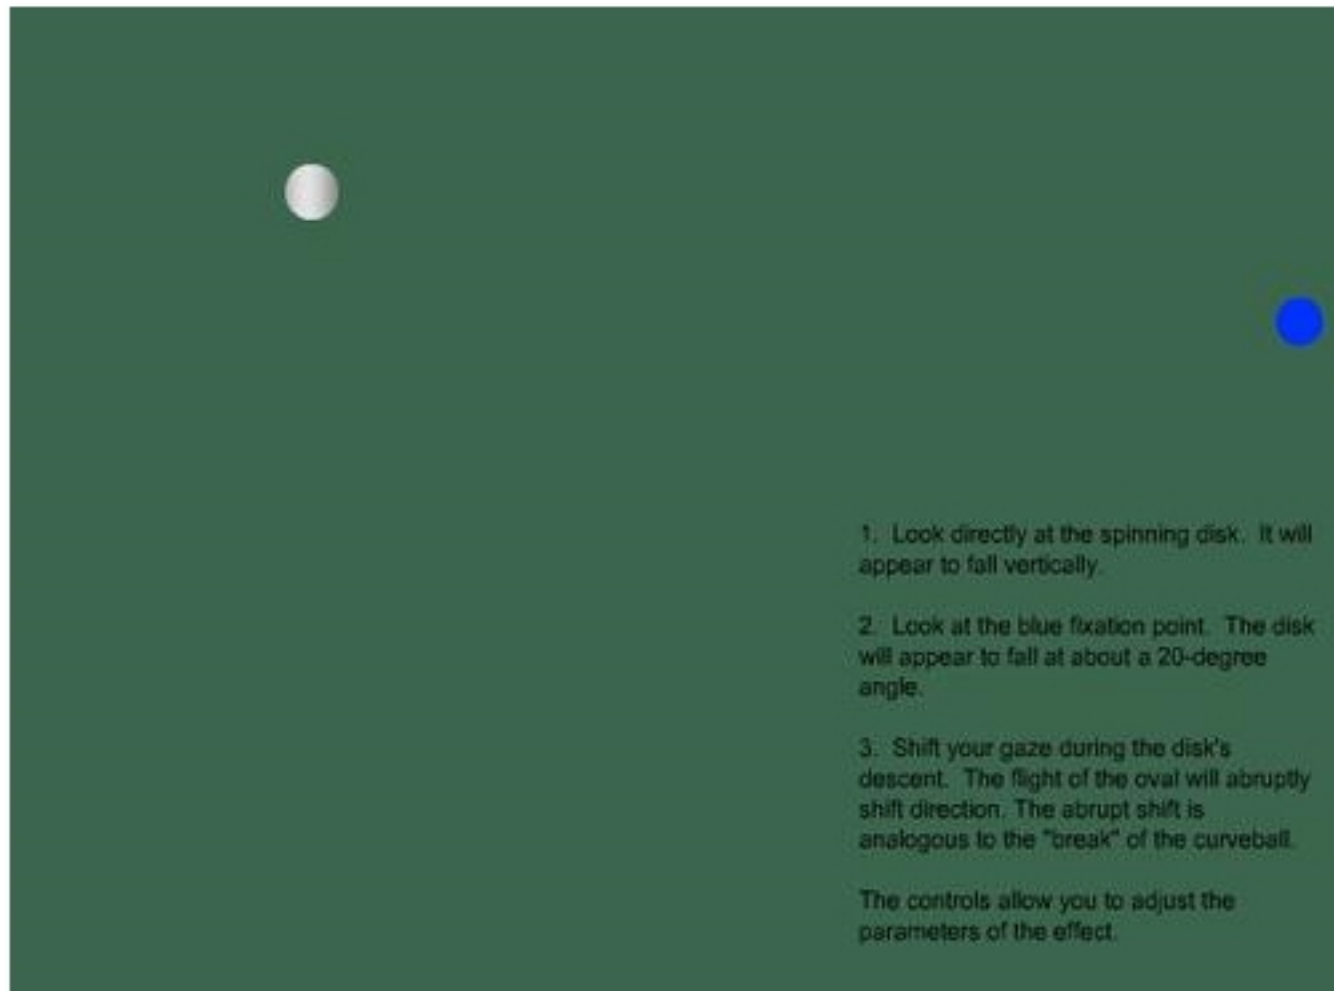 1.  Look directly at the spinning disk.  It will
appear to fall vertically.
2.  Look at the blue fixation point.  The disk
will appear to fall at about a 20-degree
angle.
3.  Shift your gaze during the disk's
descent.  The flight of the oval will abruptly
shift direction. The abrupt shift is
analogous to the "break" of the curveball.
The controls allow you to adjust the
parameters of the effect.